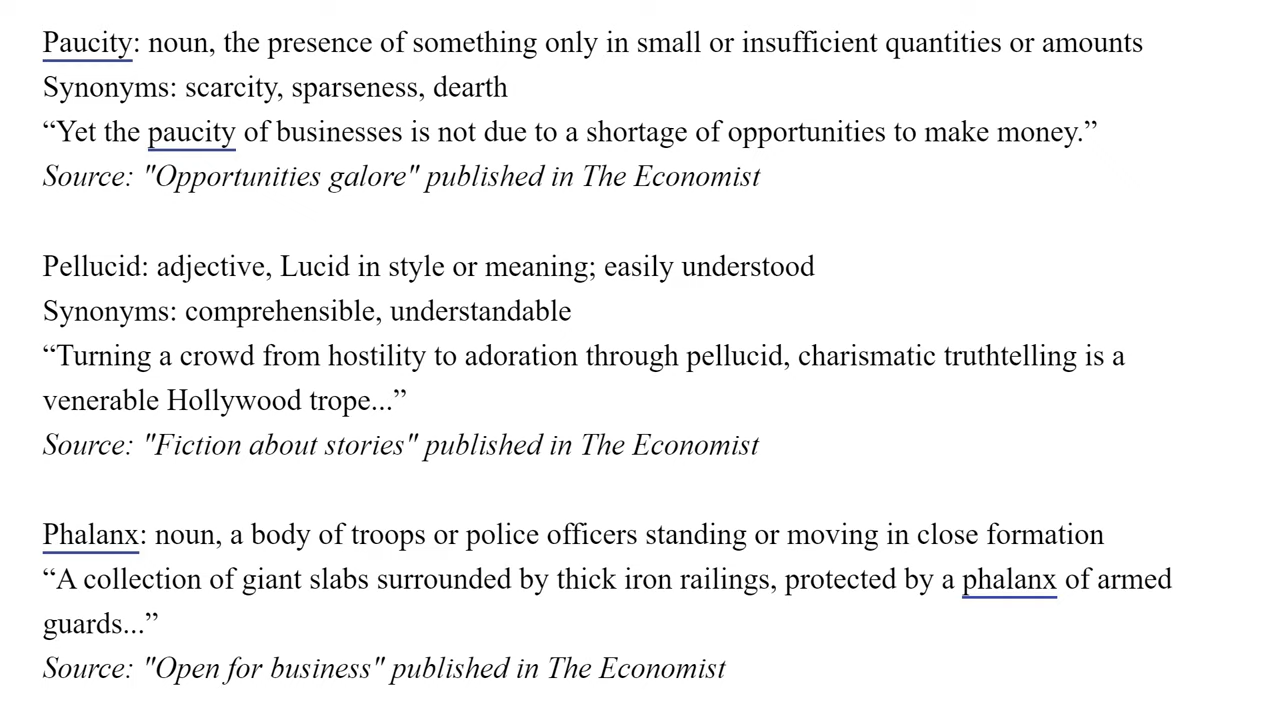 Paucity: noun, the presence of something only in small or insufficient quantities or amounts
Synonyms: scarcity, sparseness, dearth
“Yet the paucity of businesses is not due to a shortage of opportunities to make money.”
Source: "Opportunities galore" published in The Economist
Pellucid: adjective, Lucid in style or meaning; easily understood
Synonyms: comprehensible, understandable
“Turning a crowd from hostility to adoration through pellucid, charismatic truthtelling is a
venerable Hollywood trope...”
Source: "Fiction about stories" published in The Economist
Phalanx: noun, a body of troops or police officers standing or moving in close formation
“A collection of giant slabs surrounded by thick iron railings, protected by a phalanx of armed
guards...”
Source: "Open for business" published in The Economist